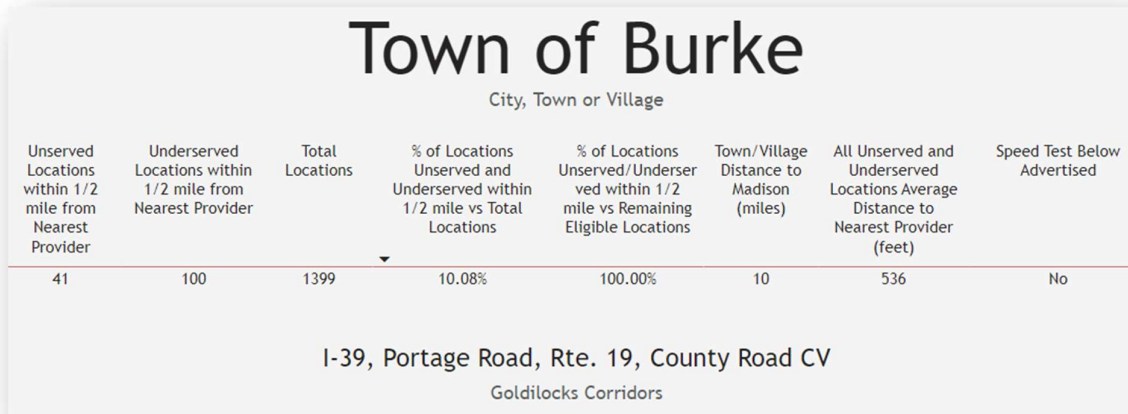 Town of Burke
City, Town or Village
Unserved
Locations
within 1/2
mile from
Nearest
Provider
Underserved
Locations within
1/2 mile from
Nearest Provider
Total
Locations
% of Locations
Unserved and
Underserved within
1/2 mile vs Total
Locations
% of Locations
Unserved/Underser
ved within 1/2
mile vs Remaining
Eligible Locations
Town/Village
Distance to
Madison
(miles)
All Unserved and
Underserved
Locations Average
Distance to
Nearest Provider
(feet)
Speed Test Below
Advertised
41 100 1399 10.08% 100.00% 10 536 No
I-39, Portage Road, Rte. 19, County Road CV
Goldilocks Corridors